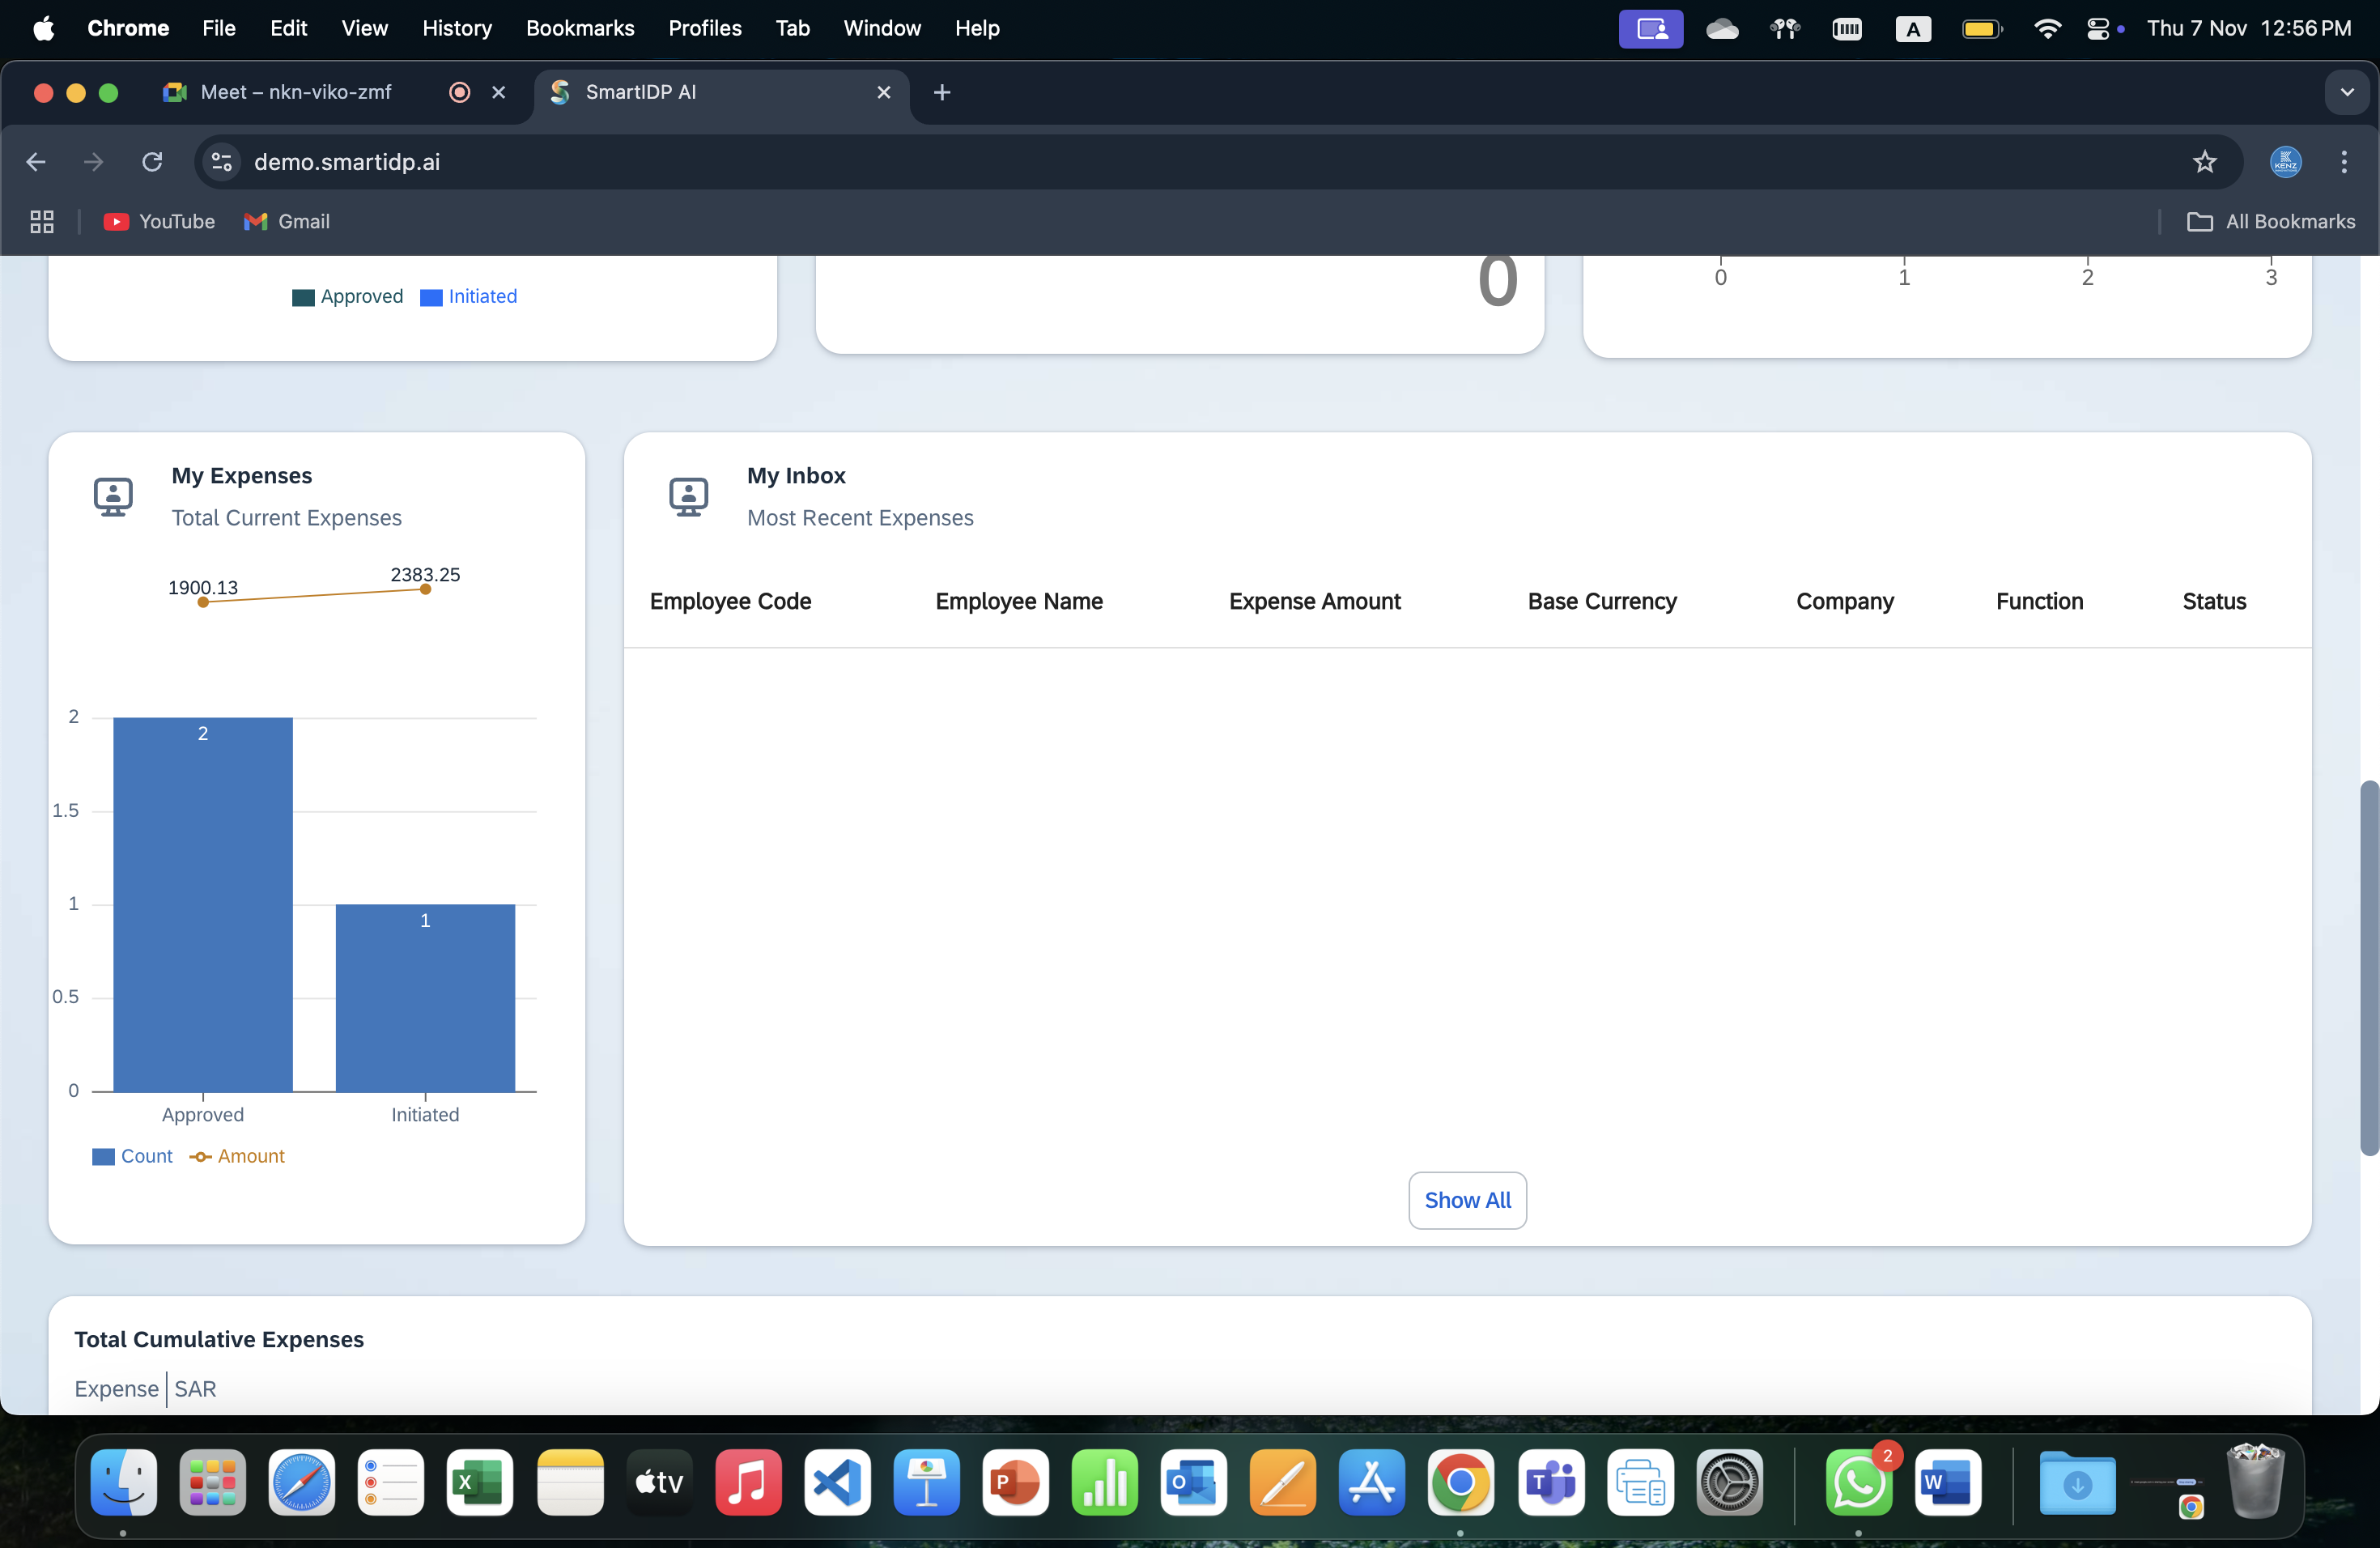 Chrome File Edit View History Bookmarks Profiles Tab Window Help A Thu 7 Nov 12:56 PM
Meet – nkn-viko-zmf SmartIDP AI
demo.smartidp.ai KENZ
YouTube Gmail All Bookmarks
Approved Initiated
0
0 1 2 3
My Expenses
Total Current Expenses
1900.13 2383.25
2
1.5
1
0.5
0
2
1
Approved Initiated
Count Amount
My Inbox
Most Recent Expenses
Employee Code Employee Name Expense Amount Base Currency Company Function Status
Show All
Total Cumulative Expenses
Expense SAR
X tv P O T 2 W